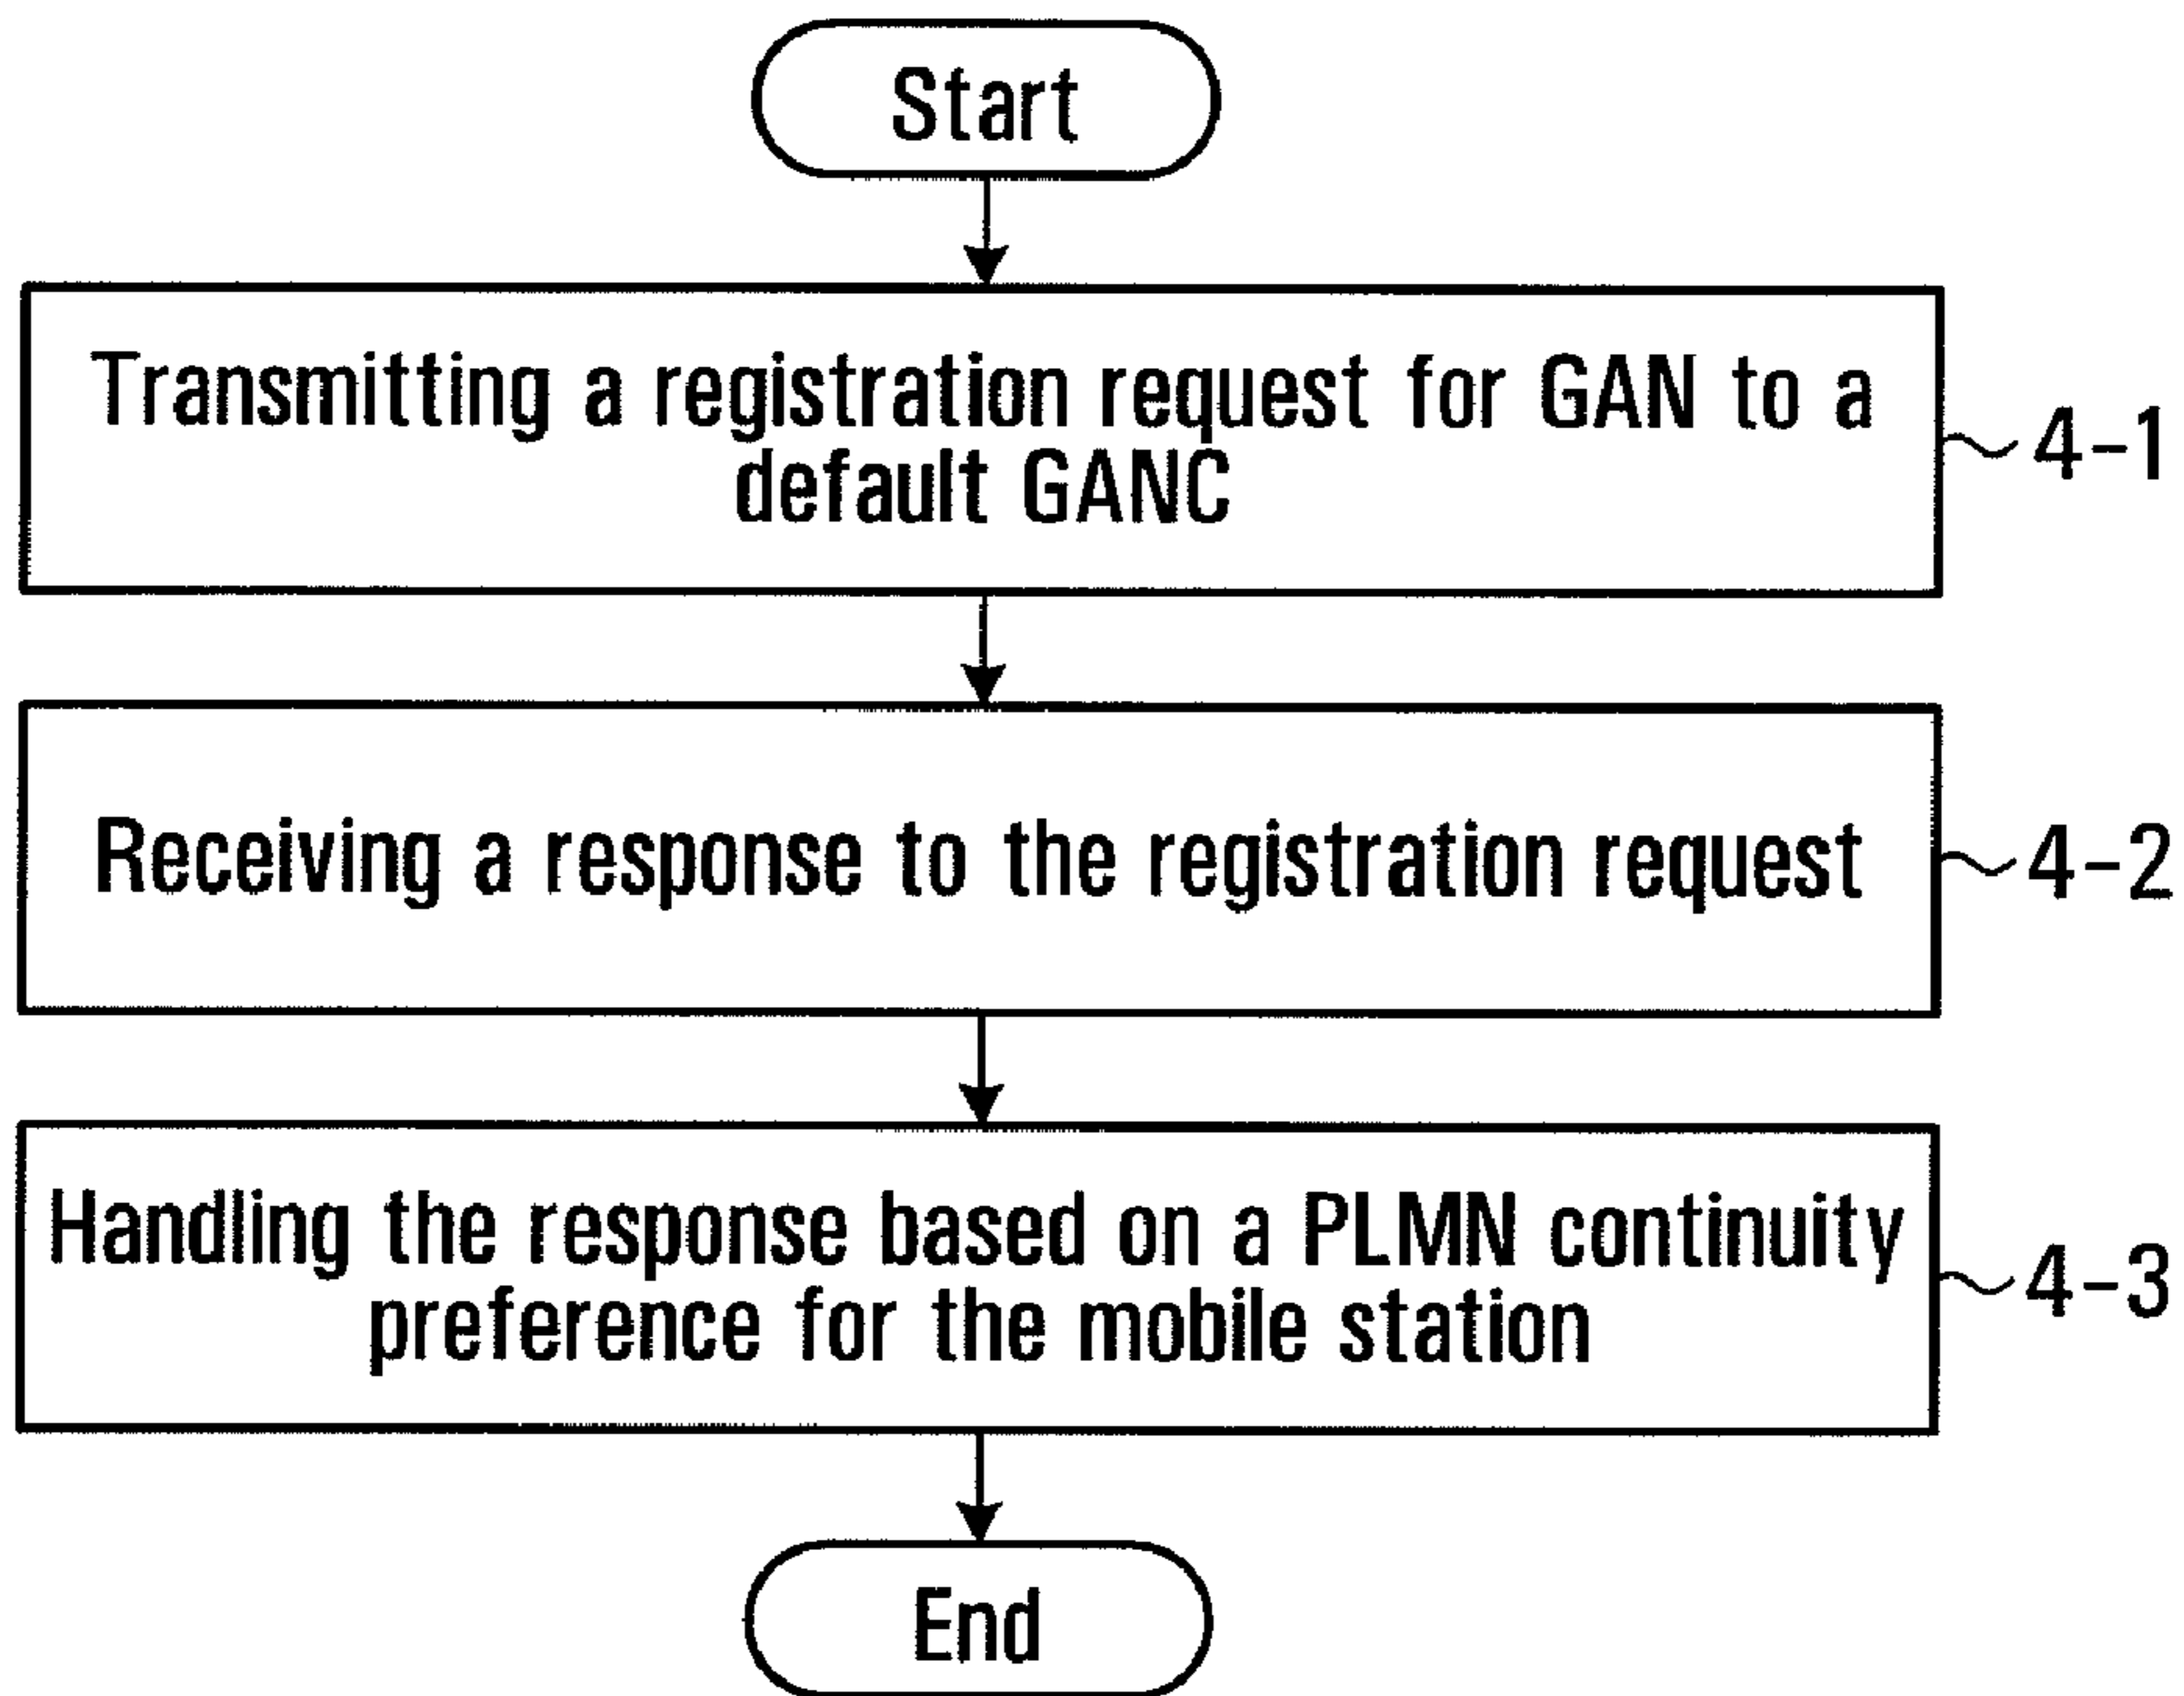 Start
Transmitting a registration request for GAN to a
default GANC
4-1
Receiving a response to the registration request
4-2
Handling the response based on a PLMN continuity
preference for the mobile station
4-3
End